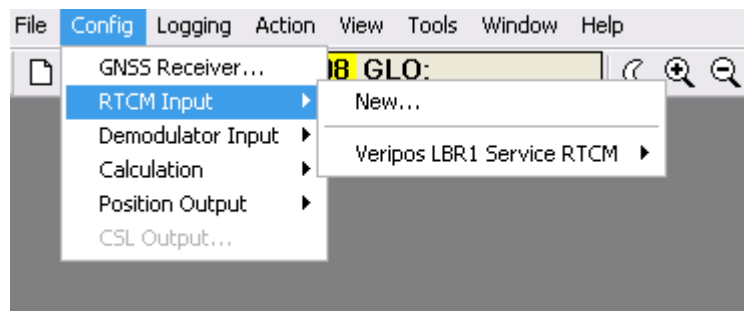 File Config Logging Action View Tools Window Help
GNSS Receiver... 8 GLO:
RTCM Input New...
Demodulator Input
Veripos LBR1 Service RTCM
Calculation
Position Output
CSL Output...